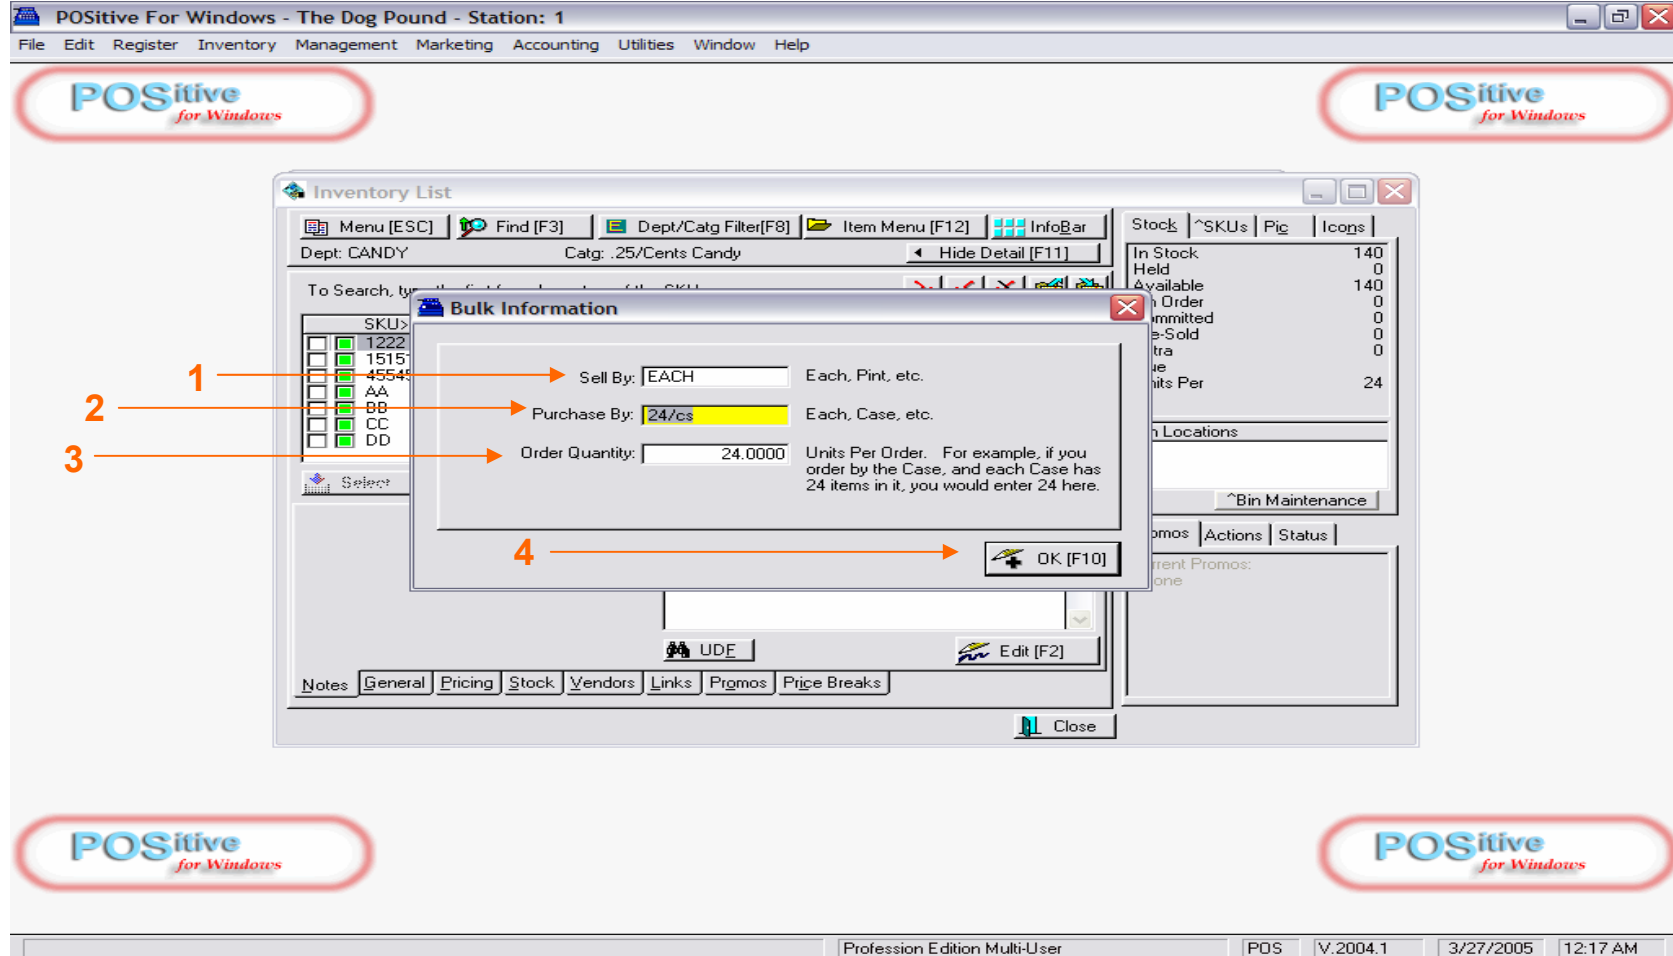 POSitive For Windows - The Dog Pound - Station: 1
File Edit Register Inventory Management Marketing Accounting Utilities Window Help
POSitive for Windows
POSitive for Windows
Inventory List
Menu [ESC] Find [F3] Dept/Catg Filter[F8] Item Menu [F12] InfoBar
Stock ^SKUs Pic Icons
Dept: CANDY Catg: .25/Cents Candy Hide Detail [F11]
In Stock 140
Held 0
Available 140
Order 0
0
0
0
24
To Search,
SKU>
1222
1515
4554
AA
BB
CC
DD
Select
Bulk Information
1 Sell By: EACH Each, Pint, etc.
2 Purchase By: 24/cs Each, Case, etc.
3 Order Quantity: 24.0000 Units Per Order. For example, if you
order by the Case, and each Case has
24 items in it, you would enter 24 here.
4 OK [F10]
Locations
^Bin Maintenance
Actions Status
Promos:
UDF Edit [F2]
Notes General Pricing Stock Vendors Links Promos Price Breaks
Close
POSitive for Windows
POSitive for Windows
Profession Edition Multi-User POS V.2004.1 3/27/2005 12:17 AM